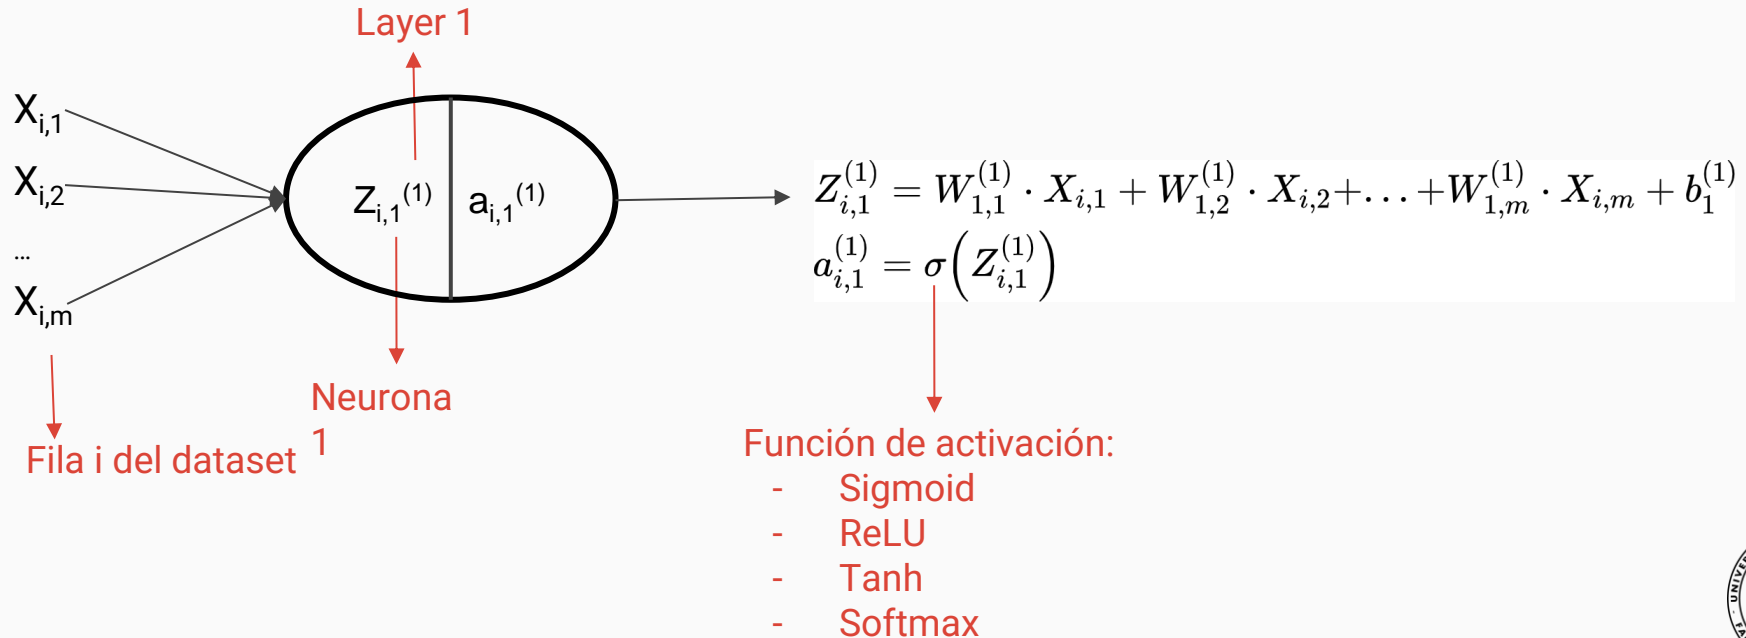 Layer 1
X_{i,1}
X_{i,2}
...
X_{i,m}
Z_{i,1}^{(1)} a_{i,1}^{(1)}
Z_{i,1}^{(1)} = W_{1,1}^{(1)} · X_{i,1} + W_{1,2}^{(1)} · X_{i,2}+...+W_{1,m}^{(1)} · X_{i,m} + b_1^{(1)}
a_{i,1}^{(1)} = σ(Z_{i,1}^{(1)})
Neurona
1
Fila i del dataset
Función de activación:
- Sigmoid
- ReLU
- Tanh
- Softmax